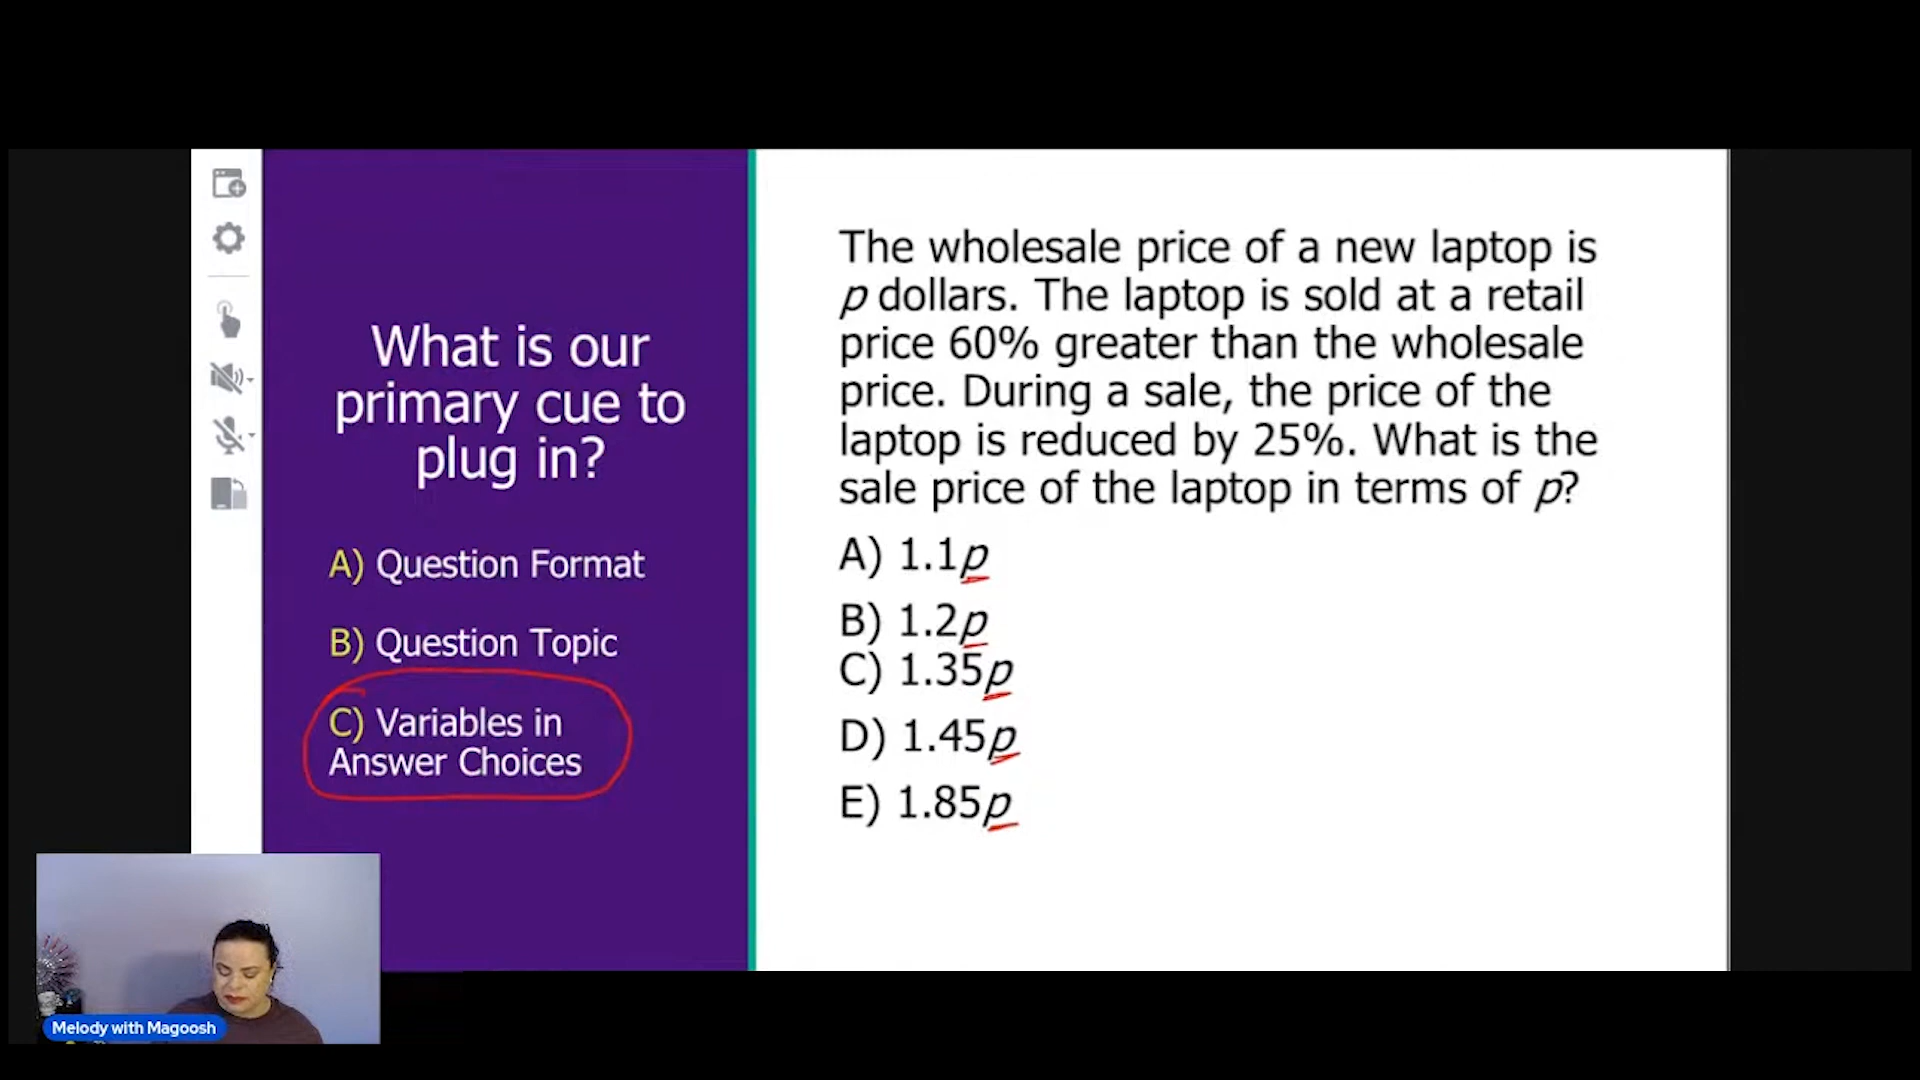 What is our
primary cue to
plug in?
A) Question Format
B) Question Topic
C) Variables in
Answer Choices
The wholesale price of a new laptop is
p dollars. The laptop is sold at a retail
price 60% greater than the wholesale
price. During a sale, the price of the
laptop is reduced by 25%. What is the
sale price of the laptop in terms of p?
A) 1.1p
B) 1.2p
C) 1.35p
D) 1.45p
E) 1.85p
Melody with Magoosh